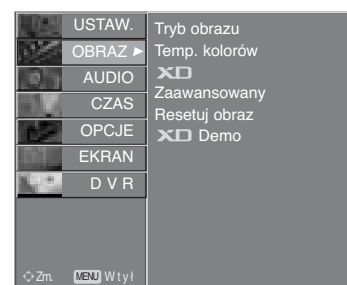 USTAW.
OBRAZ ►
AUDIO
CZAS
OPCJE
EKRAN
D V R
Tryb obrazu
Temp. kolorów
XD
Zaawansowany
Resetuj obraz
XD Demo
Zm.
MENU Wtył